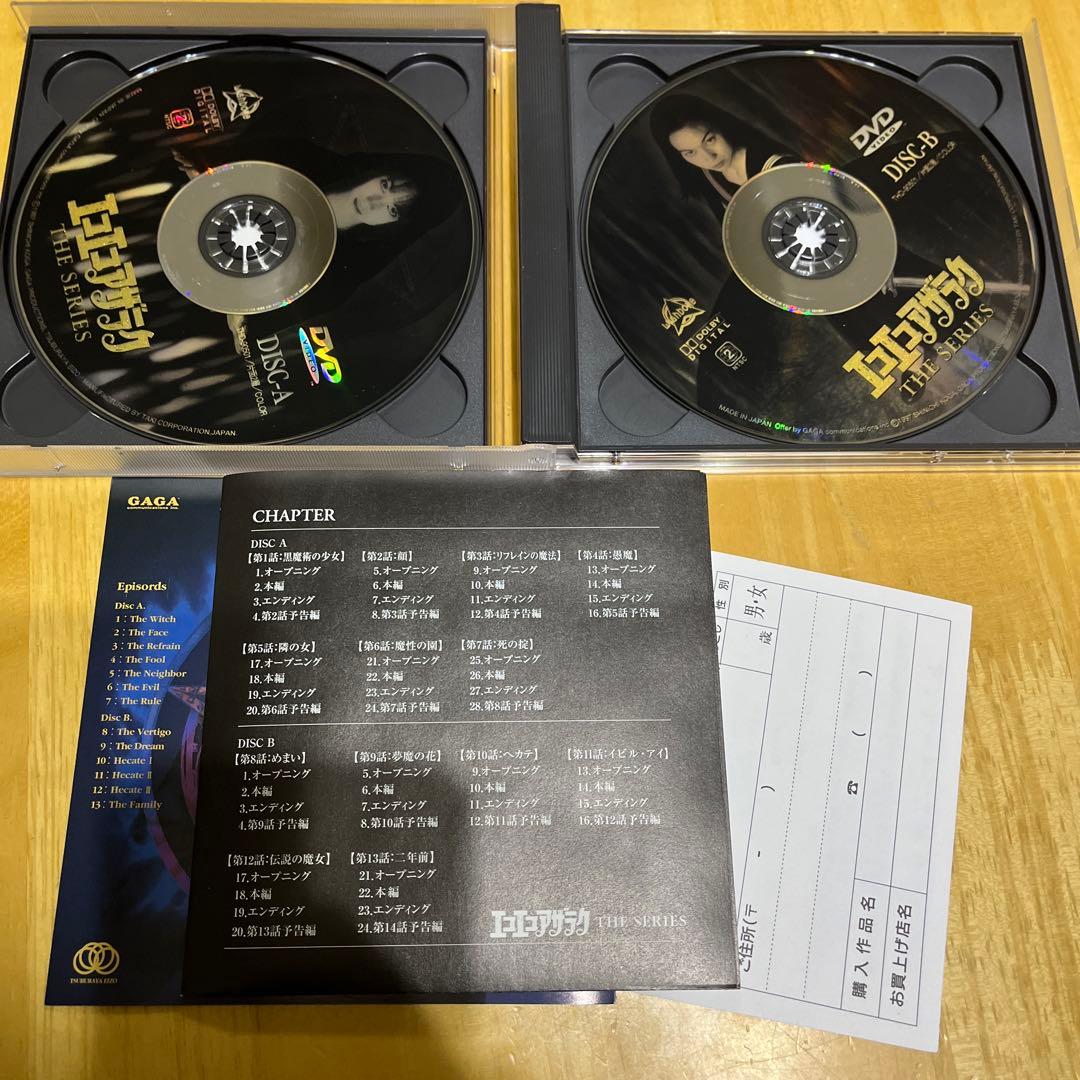 MADE IN JAPAN
DOLBY
DIGITAL
2
NTSC
エコエコアザラク
THE SERIES
DVD
VIDEO
DISC-A
MANUFACTURED BY TAKI CORPORATION.JAPAN.
DVD
VIDEO
DISC-B
DOLBY
DIGITAL
2
NTSC
エコエコアザラク
THE SERIES
MADE IN JAPAN Offer by GAGA communications inc.
GAGA
communications inc.
Episords
Disc A.
1:The Witch
2:The Face
3:The Refrain
4:The Fool
5:The Neighbor
6:The Evil
7:The Rule
Disc B.
8:The Vertigo
9:The Dream
10:Hecate I
11:Hecate II
12:Hecate III
13:The Family
TSUBURAYA EIZO
CHAPTER
DISC A
【第1話:黒魔術の少女】
1.オープニング
2.本編
3.エンディング
4.第2話予告編
【第2話:顔】
5.オープニング
6.本編
7.エンディング
8.第3話予告編
【第3話:リフレインの魔法】
9.オープニング
10.本編
11.エンディング
12.第4話予告編
【第4話:愚魔】
13.オープニング
14.本編
15.エンディング
16.第5話予告編
【第5話:隣の女】
17.オープニング
18.本編
19.エンディング
20.第6話予告編
【第6話:魔性の園】
21.オープニング
22.本編
23.エンディング
24.第7話予告編
【第7話:死の掟】
25.オープニング
26.本編
27.エンディング
28.第8話予告編
DISC B
【第8話:めまい】
1.オープニング
2.本編
3.エンディング
4.第9話予告編
【第9話:夢魔の花】
5.オープニング
6.本編
7.エンディング
8.第10話予告編
【第10話:ヘカテ】
9.オープニング
10.本編
11.エンディング
12.第11話予告編
【第11話:イビル・アイ】
13.オープニング
14.本編
15.エンディング
16.第12話予告編
【第12話:伝説の魔女】
17.オープニング
18.本編
19.エンディング
20.第13話予告編
【第13話:二年前】
21.オープニング
22.本編
23.エンディング
24.第14話予告編
エコエコアザラク THE SERIES
性別
男・女
歳
ご住所(〒 - )
☎ ( )
購入作品名
お買上げ店名